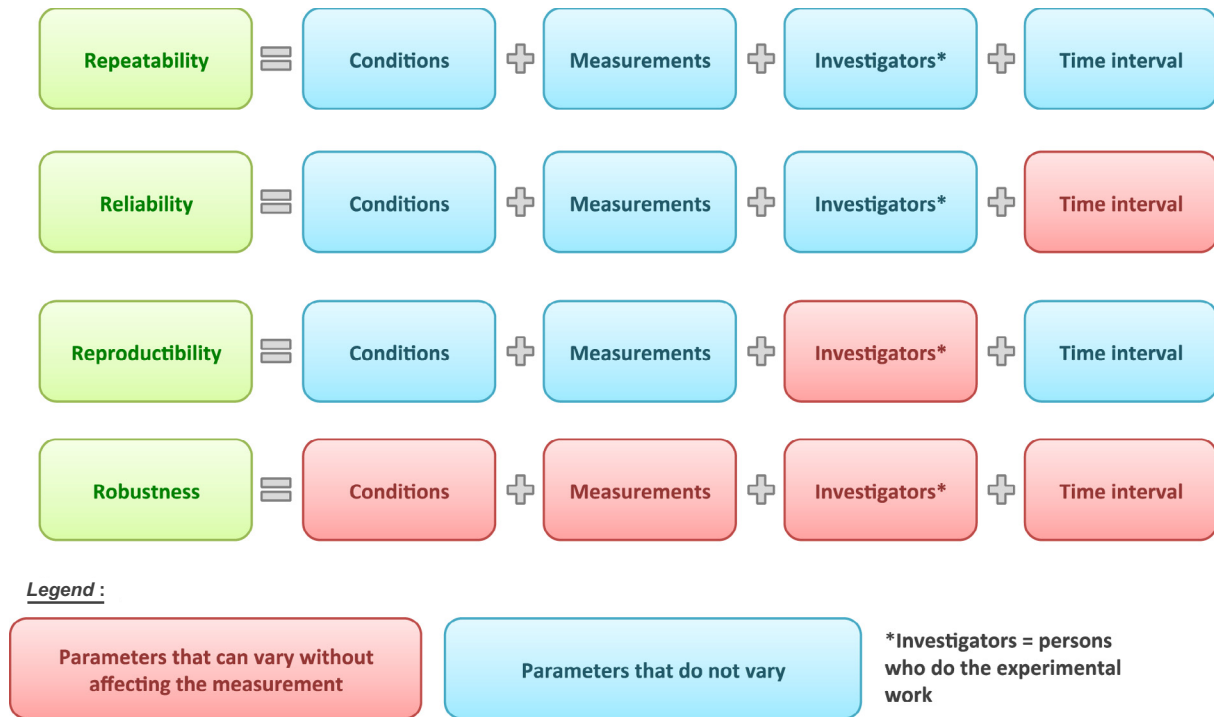 Repeatability = Conditions + Measurements + Investigators* + Time interval
Reliability = Conditions + Measurements + Investigators* + Time interval
Reproductibility = Conditions + Measurements + Investigators* + Time interval
Robustness = Conditions + Measurements + Investigators* + Time interval
Legend :
Parameters that can vary without
affecting the measurement
Parameters that do not vary
*Investigators = persons
who do the experimental
work